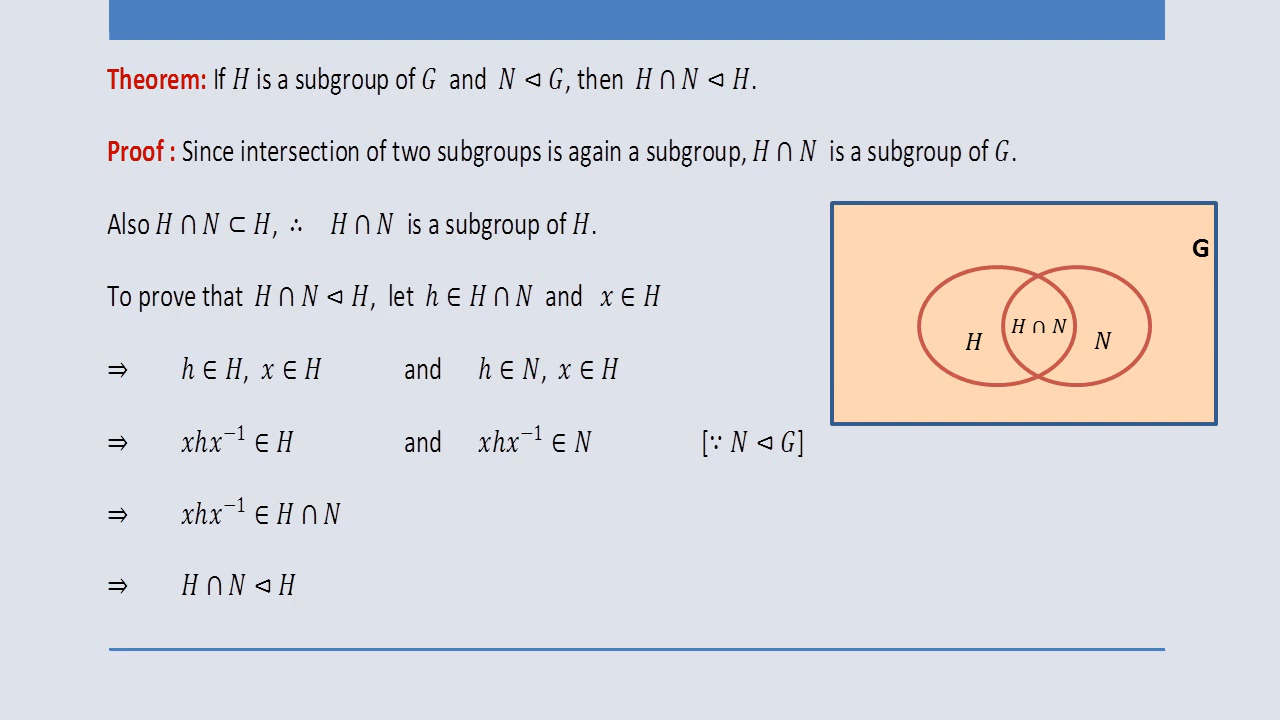 Theorem: If H is a subgroup of G and N ⊲ G, then H ∩ N ⊲ H.
Proof : Since intersection of two subgroups is again a subgroup, H ∩ N is a subgroup of G.
Also H ∩ N ⊂ H, ∴ H ∩ N is a subgroup of H.
To prove that H ∩ N ⊲ H, let h ∈ H ∩ N and x ∈ H
⇒ h ∈ H, x ∈ H and h ∈ N, x ∈ H
⇒ xhx⁻¹ ∈ H and xhx⁻¹ ∈ N [∵ N ⊲ G]
⇒ xhx⁻¹ ∈ H ∩ N
⇒ H ∩ N ⊲ H
G
H H ∩ N N